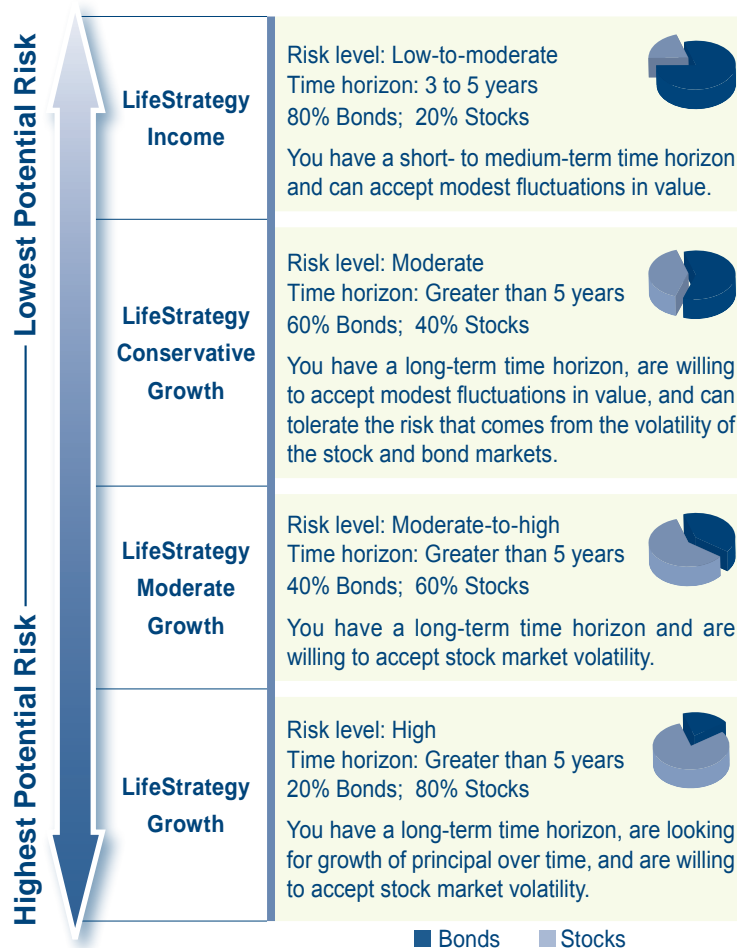 Lowest Potential Risk
Highest Potential Risk
LifeStrategy
Income
Risk level: Low-to-moderate
Time horizon: 3 to 5 years
80% Bonds; 20% Stocks
You have a short- to medium-term time horizon
and can accept modest fluctuations in value.
LifeStrategy
Conservative
Growth
Risk level: Moderate
Time horizon: Greater than 5 years
60% Bonds; 40% Stocks
You have a long-term time horizon, are willing
to accept modest fluctuations in value, and can
tolerate the risk that comes from the volatility of
the stock and bond markets.
LifeStrategy
Moderate
Growth
Risk level: Moderate-to-high
Time horizon: Greater than 5 years
40% Bonds; 60% Stocks
You have a long-term time horizon and are
willing to accept stock market volatility.
LifeStrategy
Growth
Risk level: High
Time horizon: Greater than 5 years
20% Bonds; 80% Stocks
You have a long-term time horizon, are looking
for growth of principal over time, and are willing
to accept stock market volatility.
Bonds Stocks